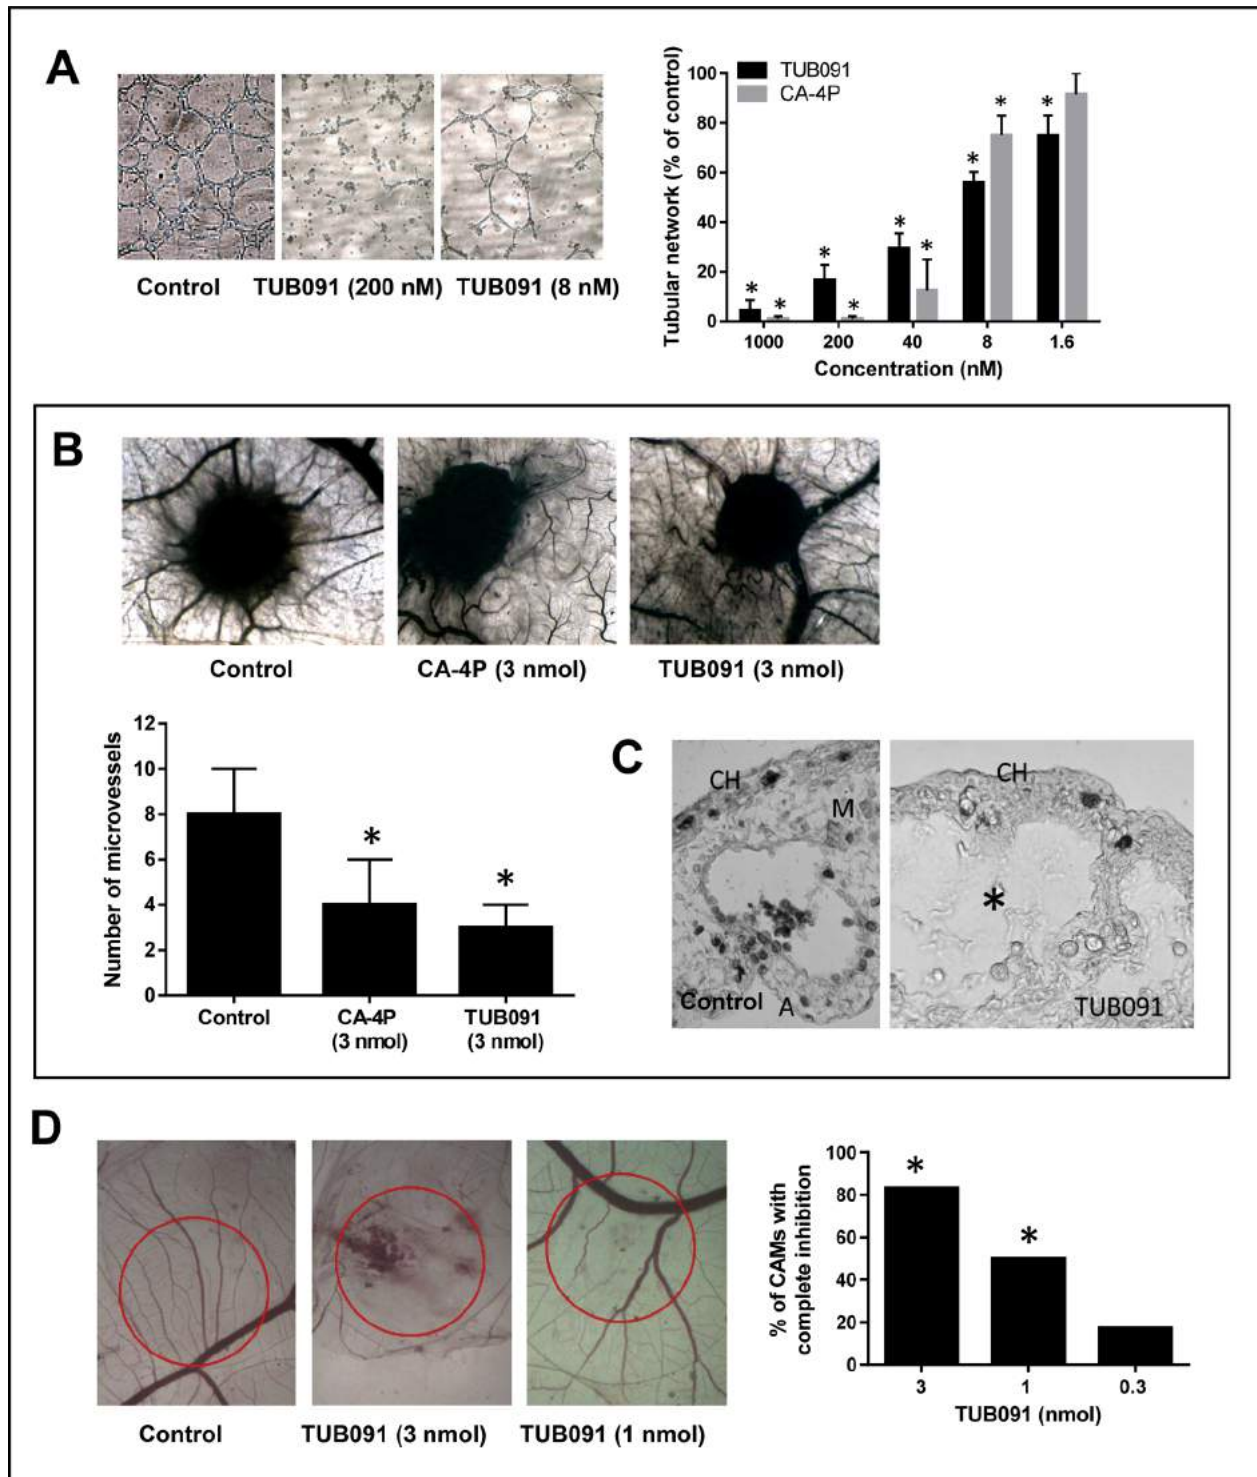 A
Control
TUB091 (200 nM)
TUB091 (8 nM)
TUB091
CA-4P
Tubular network (% of control)
100
80
60
40
20
0
* * * * * * * * *
1000 200 40 8 1.6
Concentration (nM)
B
Control
CA-4P (3 nmol)
TUB091 (3 nmol)
Number of microvessels
12
10
8
6
4
2
0
*
*
Control
CA-4P
(3 nmol)
TUB091
(3 nmol)
C
CH
M
Control
A
CH
*
TUB091
D
Control
TUB091 (3 nmol)
TUB091 (1 nmol)
% of CAMs with
complete inhibition
100
80
60
40
20
0
*
*
3 1 0.3
TUB091 (nmol)